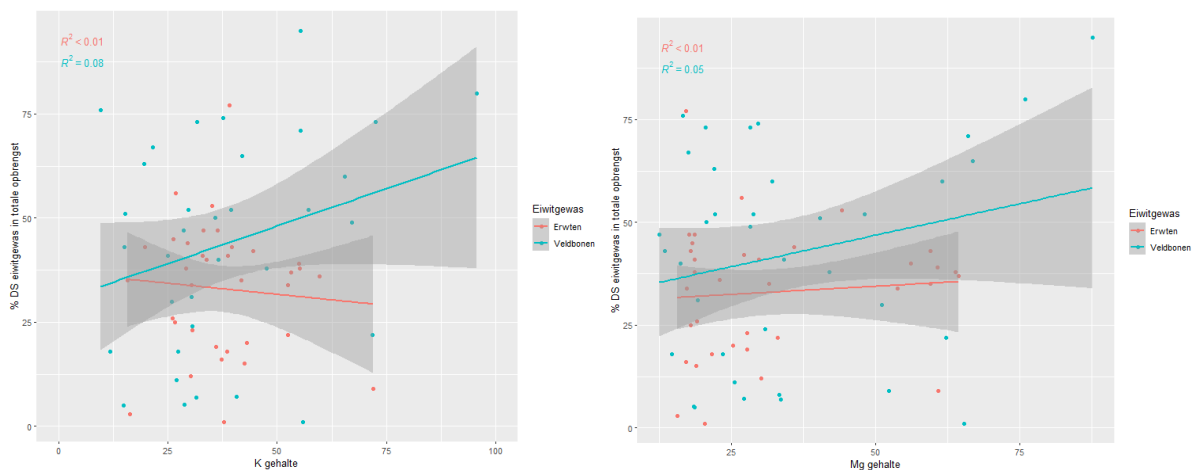 R² < 0.01
R² = 0.08
75
50
25
0
% DS eiwitgewas in totale opbrengst
0 25 50 75 100
K gehalte
Eiwitgewas
Erwten
Veldbonen
R² < 0.01
R² = 0.05
75
50
25
0
% DS eiwitgewas in totale opbrengst
25 50 75
Mg gehalte
Eiwitgewas
Erwten
Veldbonen